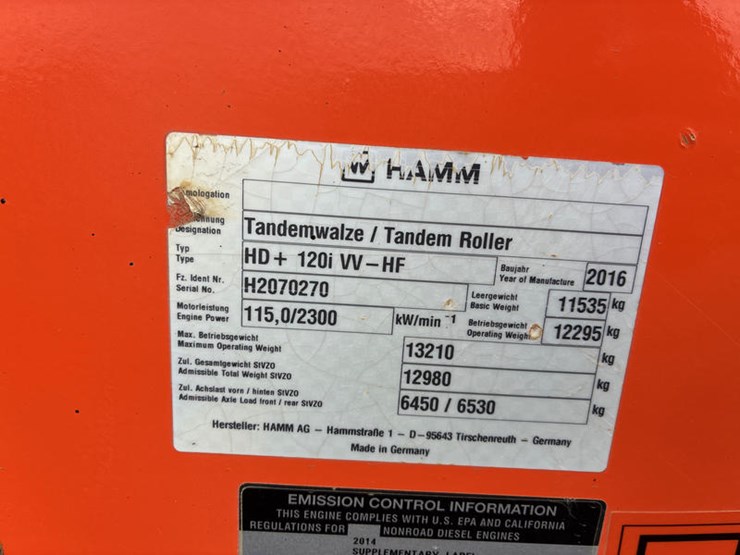 HAMM
Tandemwalze / Tandem Roller
Designation
Typ
Type
HD+ 120i VV-HF
Baujahr
Year of Manufacture
2016
Fz. Ident Nr.
Serial No.
H2070270
Leergewicht
Basic Weight
11535 kg
Motorleistung
Engine Power
115,0/2300 kW/min -1
Betriebsgewicht
Operating Weight
12295 kg
Max. Betriebsgewicht
Maximum Operating Weight
13210 kg
Zul. Gesamtgewicht StVZO
Admissible Total Weight StVZO
12980 kg
Zul. Achslast vorn / hinten StVZO
Admissible Axle Load front / rear StVZO
6450 / 6530 kg
Hersteller: HAMM AG – Hammstraße 1 – D-95643 Tirschenreuth – Germany
Made in Germany
EMISSION CONTROL INFORMATION
THIS ENGINE COMPLIES WITH U.S. EPA AND CALIFORNIA
REGULATIONS FOR NONROAD DIESEL ENGINES
2014
SUPPLEMENTARY LABEL